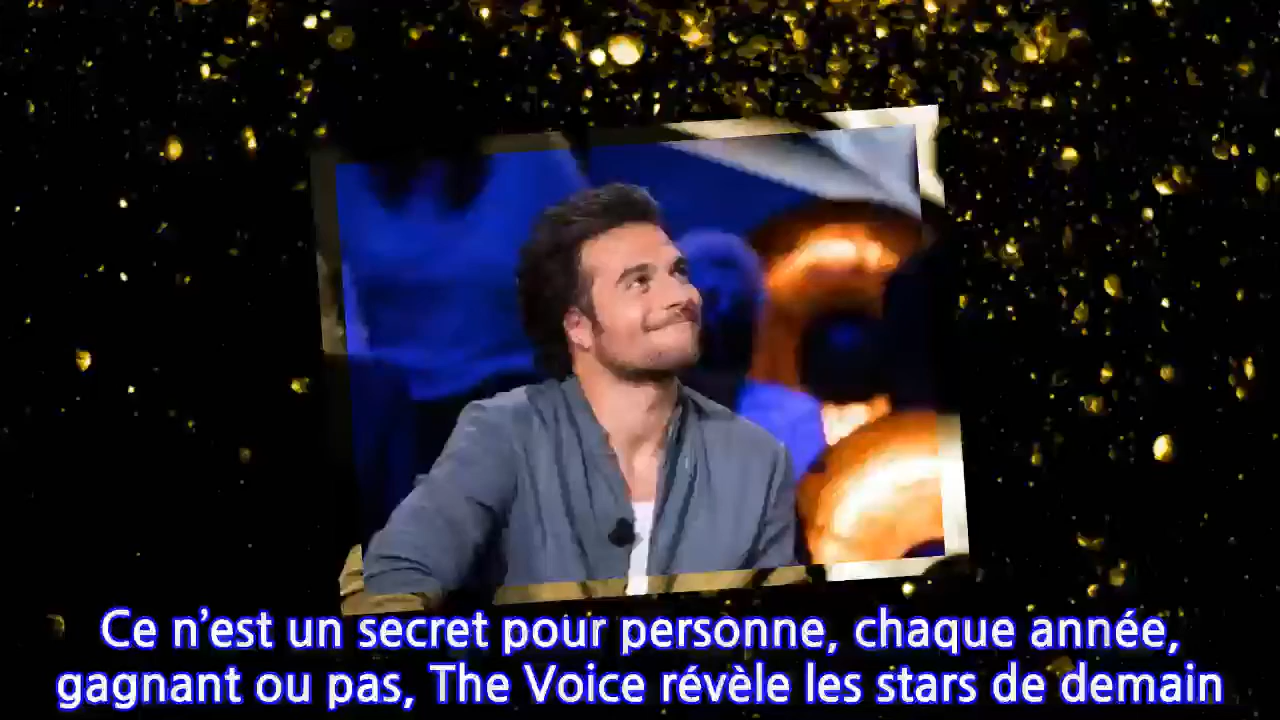 Ce n’est un secret pour personne, chaque année,
gagnant ou pas, The Voice révèle les stars de demain